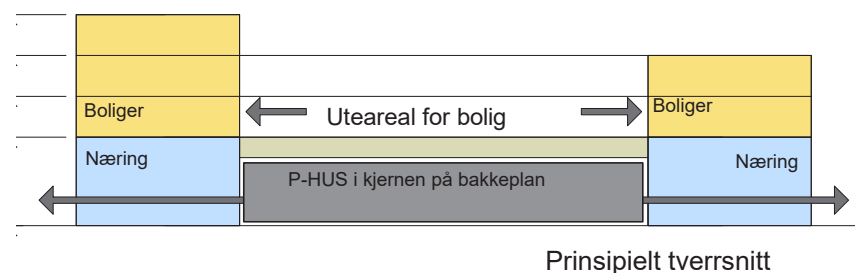 Boliger
Uteareal for bolig
Boliger
Næring
P-HUS i kjernen på bakkeplan
Næring
Prinsipielt tverrsnitt